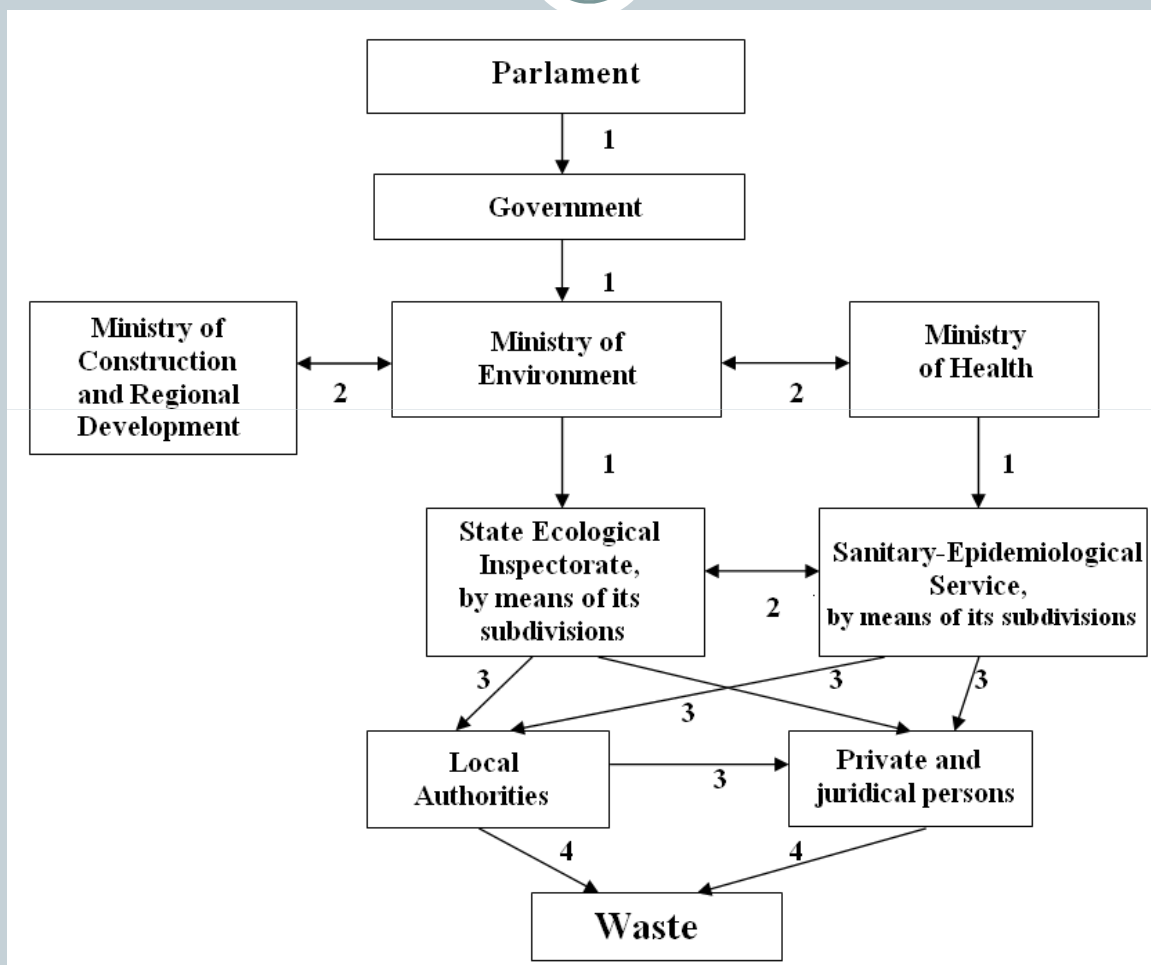 Parlament
1
Government
1
Ministry of
Construction
and Regional
Development
2
Ministry of
Environment
2
Ministry
of Health
1
1
State Ecological
Inspectorate,
by means of its
subdivisions
2
Sanitary-Epidemiological
Service,
by means of its subdivisions
3
3
3
3
Local
Authorities
3
Private and
juridical persons
4
4
Waste